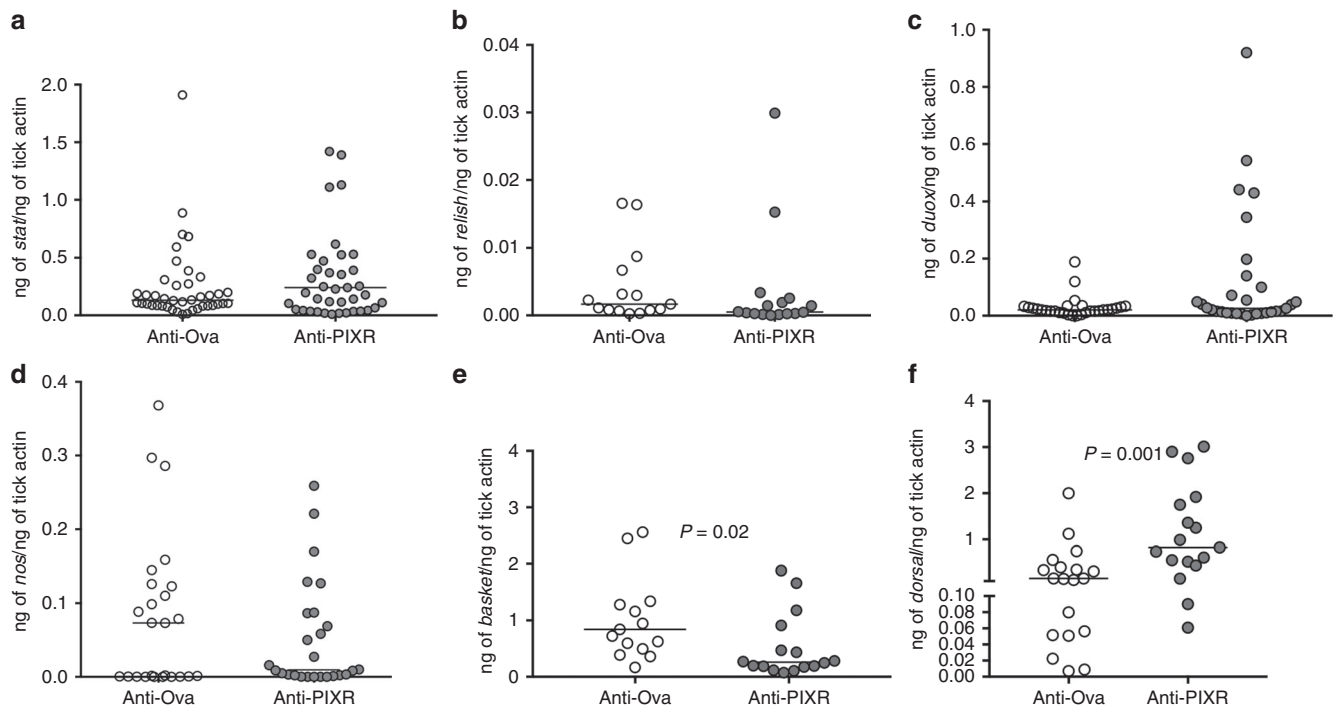 a
ng of stat/ng of tick actin
2.0
1.5
1.0
0.5
0.0
Anti-Ova
Anti-PIXR
b
ng of relish/ng of tick actin
0.04
0.03
0.02
0.01
0.00
Anti-Ova
Anti-PIXR
c
ng of duox/ng of tick actin
1.0
0.8
0.6
0.4
0.2
0.0
Anti-Ova
Anti-PIXR
d
ng of nos/ng of tick actin
0.4
0.3
0.2
0.1
0.0
Anti-Ova
Anti-PIXR
e
ng of basket/ng of tick actin
4
3
2
1
0
P = 0.02
Anti-Ova
Anti-PIXR
f
ng of dorsal/ng of tick actin
4
3
2
1
0.10
0.08
0.06
0.04
0.02
0.00
P = 0.001
Anti-Ova
Anti-PIXR